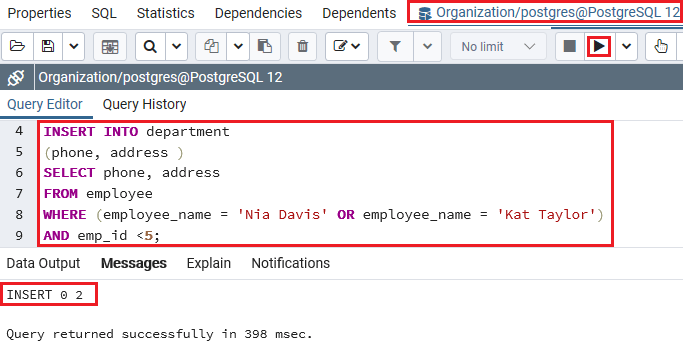 Properties SQL Statistics Dependencies Dependents Organization/postgres@PostgreSQL 12
No limit
Organization/postgres@PostgreSQL 12
Query Editor Query History
4 INSERT INTO department
5 (phone, address )
6 SELECT phone, address
7 FROM employee
8 WHERE (employee_name = 'Nia Davis' OR employee_name = 'Kat Taylor')
9 AND emp_id <5;
Data Output Messages Explain Notifications
INSERT 0 2
Query returned successfully in 398 msec.